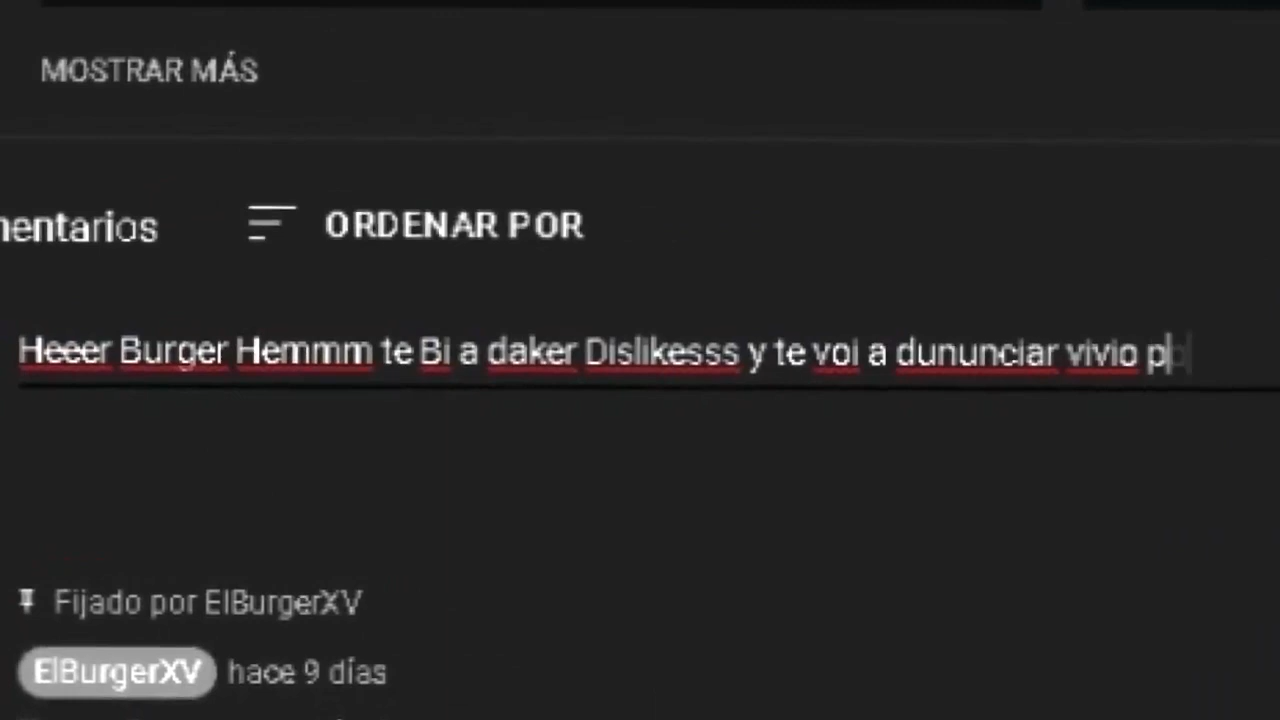 MOSTRAR MÁS
mentarios ORDENAR POR
Heeer Burger Hemmm te Bi a daker Dislikesss y te voi a dununciar vivio p
Fijado por ElBurgerXV
ElBurgerXV hace 9 días